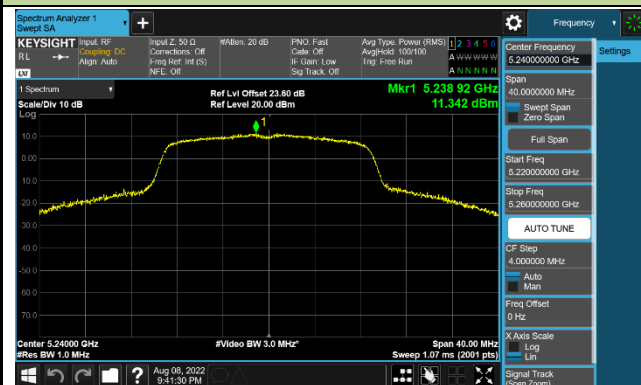 Spectrum Analyzer 1
Swept SA
Frequency
KEYSIGHT
RL
LXI
Input: RF
Coupling: DC
Align: Auto
Input Z: 50 Ω
Corrections: Off
Freq Ref: Int (S)
NFE: Off
#Atten: 20 dB
PNO: Fast
Gate: Off
IF Gain: Low
Sig Track: Off
Avg Type: Power (RMS)
Avg|Hold: 100/100
Trig: Free Run
1 2 3 4 5 6
A W W W W W
A N N N N N
1 Spectrum
Scale/Div 10 dB
Log
Ref Lvl Offset 23.60 dB
Ref Level 20.00 dBm
Mkr1 5.238 92 GHz
11.342 dBm
1
10.0
0.00
-10.0
-20.0
-30.0
-40.0
-50.0
-60.0
-70.0
Center 5.24000 GHz
#Res BW 1.0 MHz
#Video BW 3.0 MHz*
Span 40.00 MHz
Sweep 1.07 ms (2001 pts)
Aug 08, 2022
9:41:30 PM
Center Frequency
5.240000000 GHz
Settings
Span
40.0000000 MHz
Swept Span
Zero Span
Full Span
Start Freq
5.220000000 GHz
Stop Freq
5.260000000 GHz
AUTO TUNE
CF Step
4.000000 MHz
Auto
Man
Freq Offset
0 Hz
X Axis Scale
Log
Lin
Signal Track
(Span Zoom)